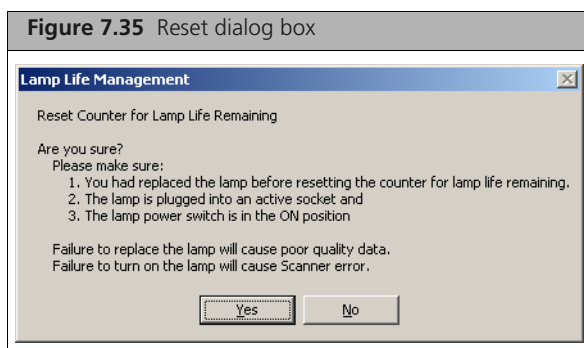 Figure 7.35 Reset dialog box
Lamp Life Management
Reset Counter for Lamp Life Remaining
Are you sure?
Please make sure:
1. You had replaced the lamp before resetting the counter for lamp life remaining.
2. The lamp is plugged into an active socket and
3. The lamp power switch is in the ON position
Failure to replace the lamp will cause poor quality data.
Failure to turn on the lamp will cause Scanner error.
Yes No